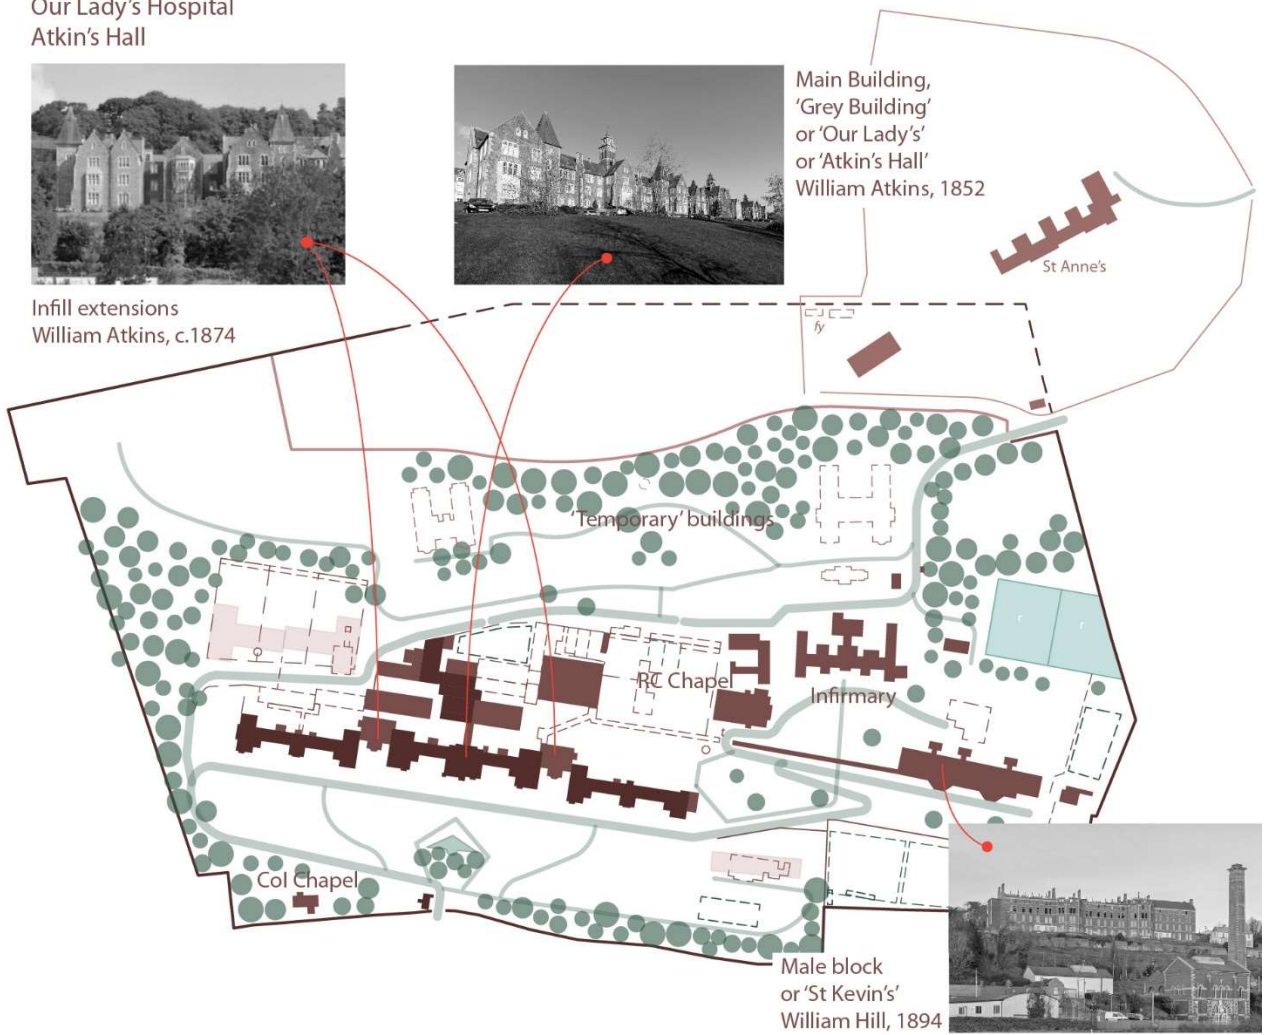 Our Lady's Hospital
Atkin's Hall
Main Building,
'Grey Building'
or 'Our Lady's'
or 'Atkin's Hall'
William Atkins, 1852
St Anne's
Infill extensions
William Atkins, c.1874
fy
'Temporary' buildings
r
r
RC Chapel
Infirmary
CoI Chapel
Male block
or 'St Kevin's'
William Hill, 1894